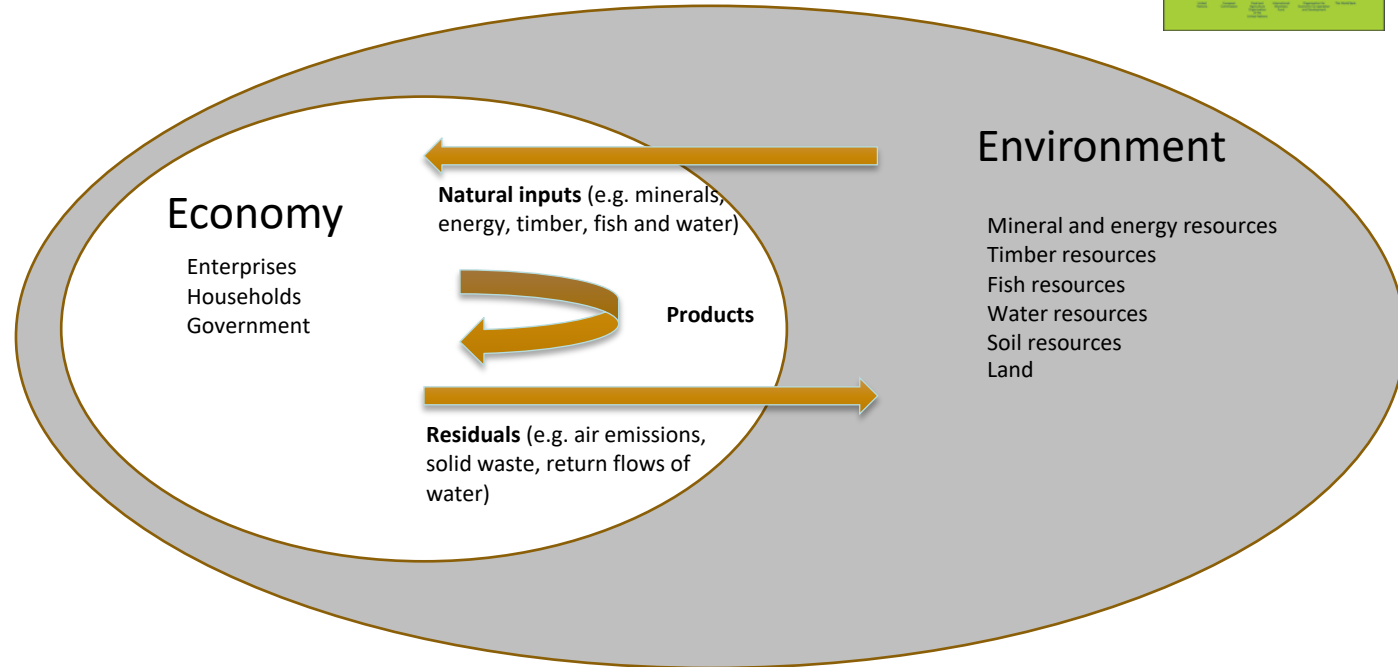 Environment
Economy
Natural inputs (e.g. minerals,
energy, timber, fish and water)
Enterprises
Households
Government
Products
Mineral and energy resources
Timber resources
Fish resources
Water resources
Soil resources
Land
Residuals (e.g. air emissions,
solid waste, return flows of
water)